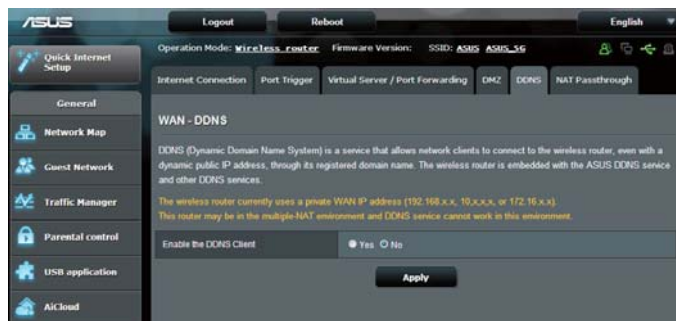 ASUS
Logout
Reboot
English
Quick Internet
Setup
Operation Mode: Wireless router Firmware Version: SSID: ASUS ASUS_5G
Internet Connection
Port Trigger
Virtual Server / Port Forwarding
DMZ
DDNS
NAT Passthrough
General
Network Map
Guest Network
Traffic Manager
Parental control
USB application
AiCloud
WAN - DDNS
DDNS (Dynamic Domain Name System) is a service that allows network clients to connect to the wireless router, even with a
dynamic public IP address, through its registered domain name. The wireless router is embedded with the ASUS DDNS service
and other DDNS services.
The wireless router currently uses a private WAN IP address (192.168.x.x, 10,x,x,x, or 172.16.x.x).
This router may be in the multiple-NAT environment and DDNS service cannot work in this environment.
Enable the DDNS Client
Yes No
Apply